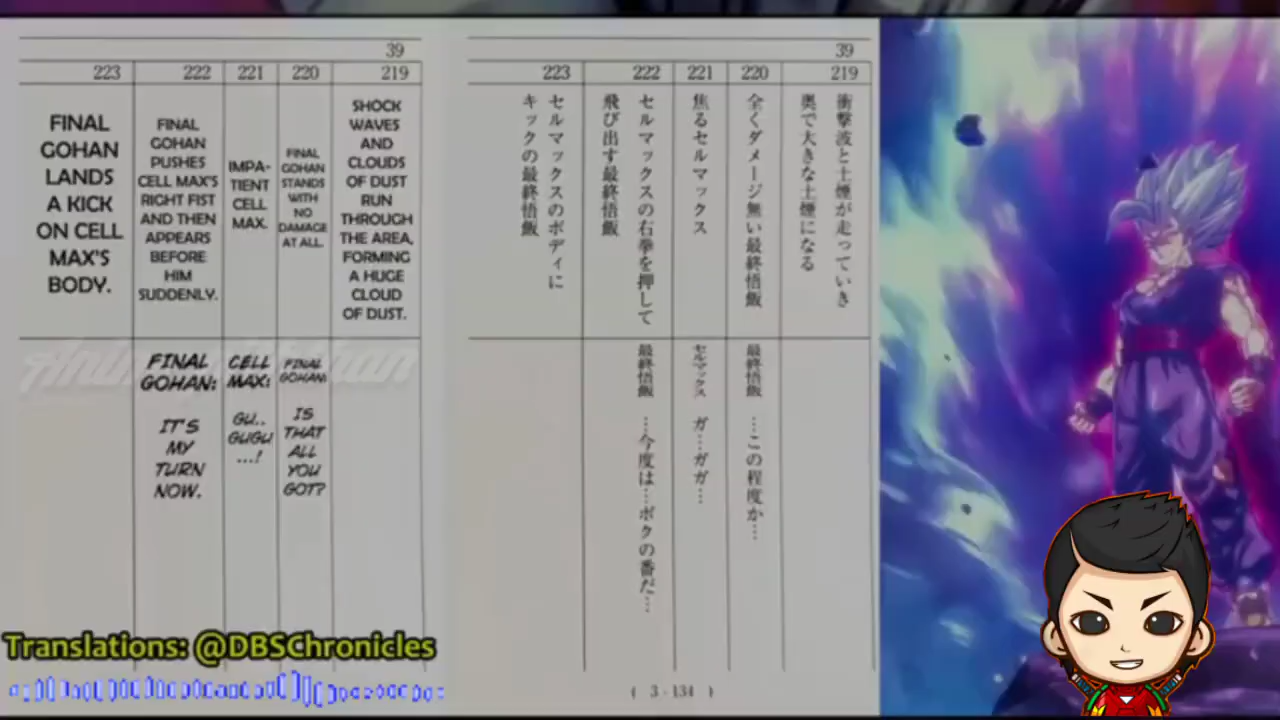 39
223
222
221
220
219
FINAL
GOHAN
LANDS
A KICK
ON CELL
MAX'S
BODY.
FINAL
GOHAN
PUSHES
CELL MAX'S
RIGHT FIST
AND THEN
APPEARS
BEFORE
HIM
SUDDENLY.
IMPA-
TIENT
CELL
MAX.
FINAL
GOHAN
STANDS
WITH
NO
DAMAGE
AT ALL.
SHOCK
WAVES
AND
CLOUDS
OF DUST
RUN
THROUGH
THE AREA,
FORMING
A HUGE
CLOUD
OF DUST.
FINAL
GOHAN:
IT'S
MY
TURN
NOW.
CELL
MAX:
GU..
GUGU
...!
FINAL
GOHAN:
IS
THAT
ALL
YOU
GOT?
39
219
衝撃波と土煙が走っていき
奥で大きな土煙になる
220
全くダメージ無い最終悟飯
最終悟飯 …この程度か…
221
焦るセルマックス
セルマックス ガ…ガガ…
222
セルマックスの右拳を押して
飛び出す最終悟飯
最終悟飯 …今度は…ボクの番だ…
223
セルマックスのボディに
キックの最終悟飯
( 3-134 )
Translations: @DBSChronicles